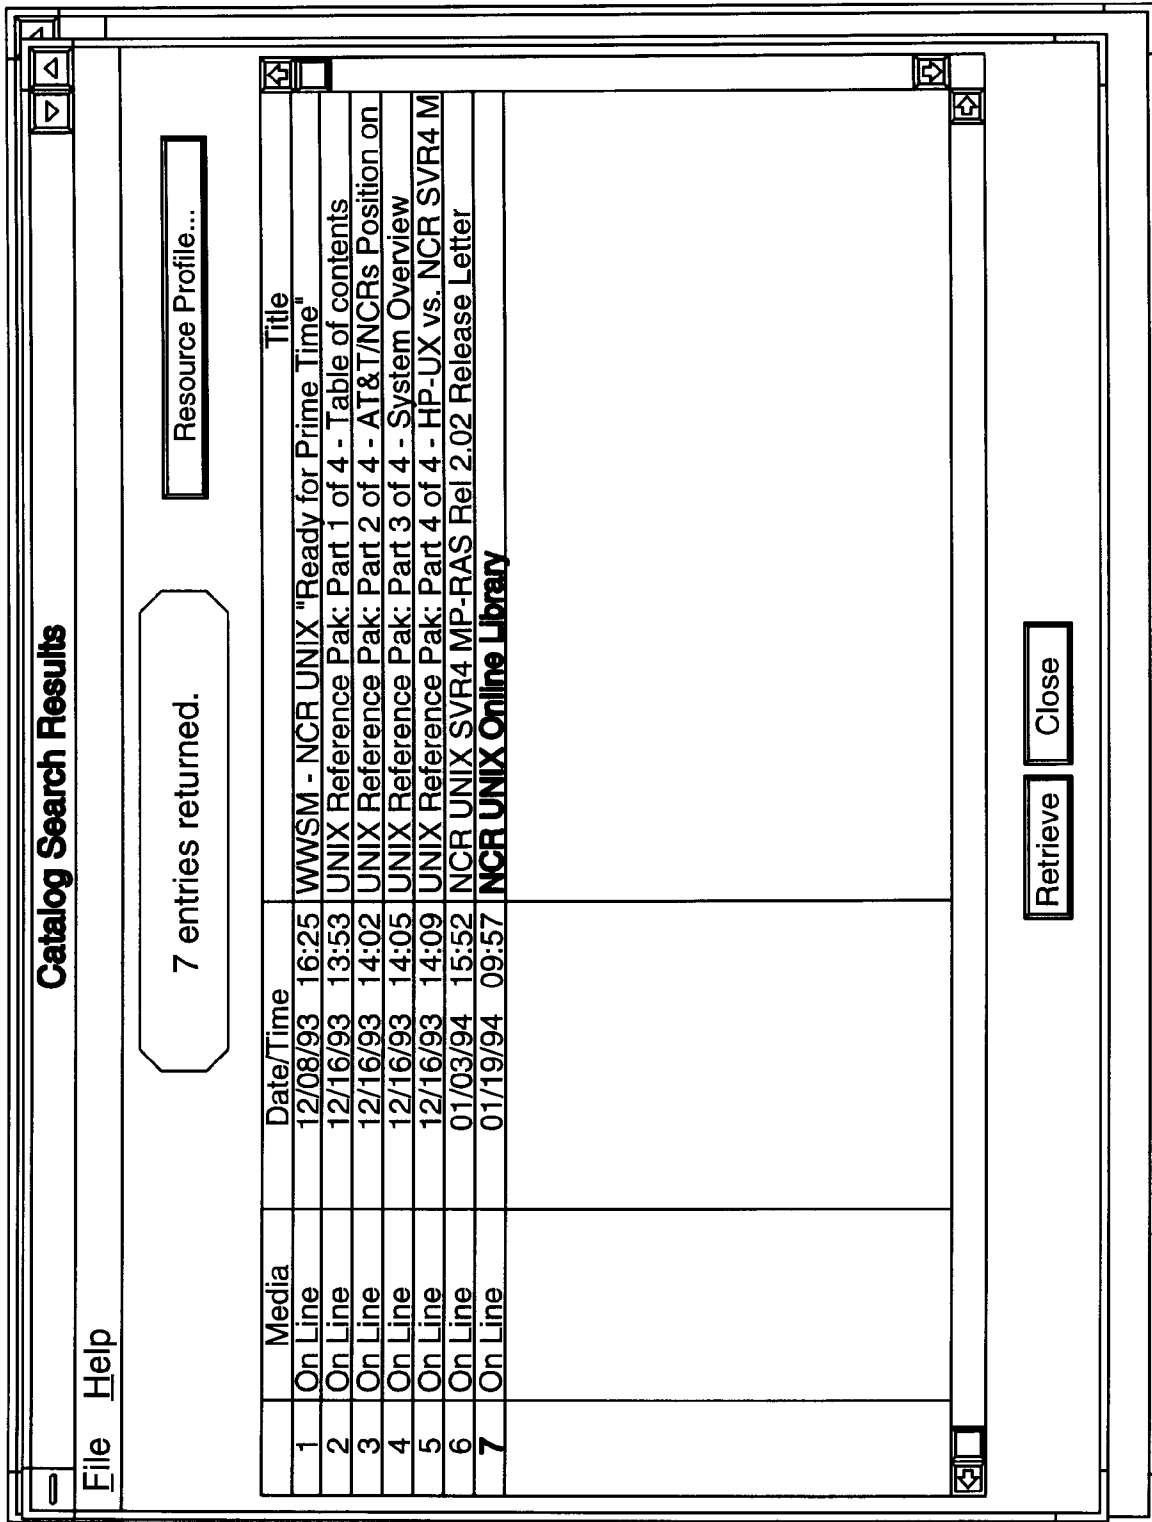 Catalog Search Results
File Help
7 entries returned.
Resource Profile...
Media Date/Time Title
1 On Line 12/08/93 16:25 WWSM - NCR UNIX "Ready for Prime Time"
2 On Line 12/16/93 13:53 UNIX Reference Pak: Part 1 of 4 - Table of contents
3 On Line 12/16/93 14:02 UNIX Reference Pak: Part 2 of 4 - AT&T/NCRs Position on
4 On Line 12/16/93 14:05 UNIX Reference Pak: Part 3 of 4 - System Overview
5 On Line 12/16/93 14:09 UNIX Reference Pak: Part 4 of 4 - HP-UX vs. NCR SVR4 M
6 On Line 01/03/94 15:52 NCR UNIX SVR4 MP-RAS Rel 2.02 Release Letter
7 On Line 01/19/94 09:57 NCR UNIX Online Library
Retrieve Close